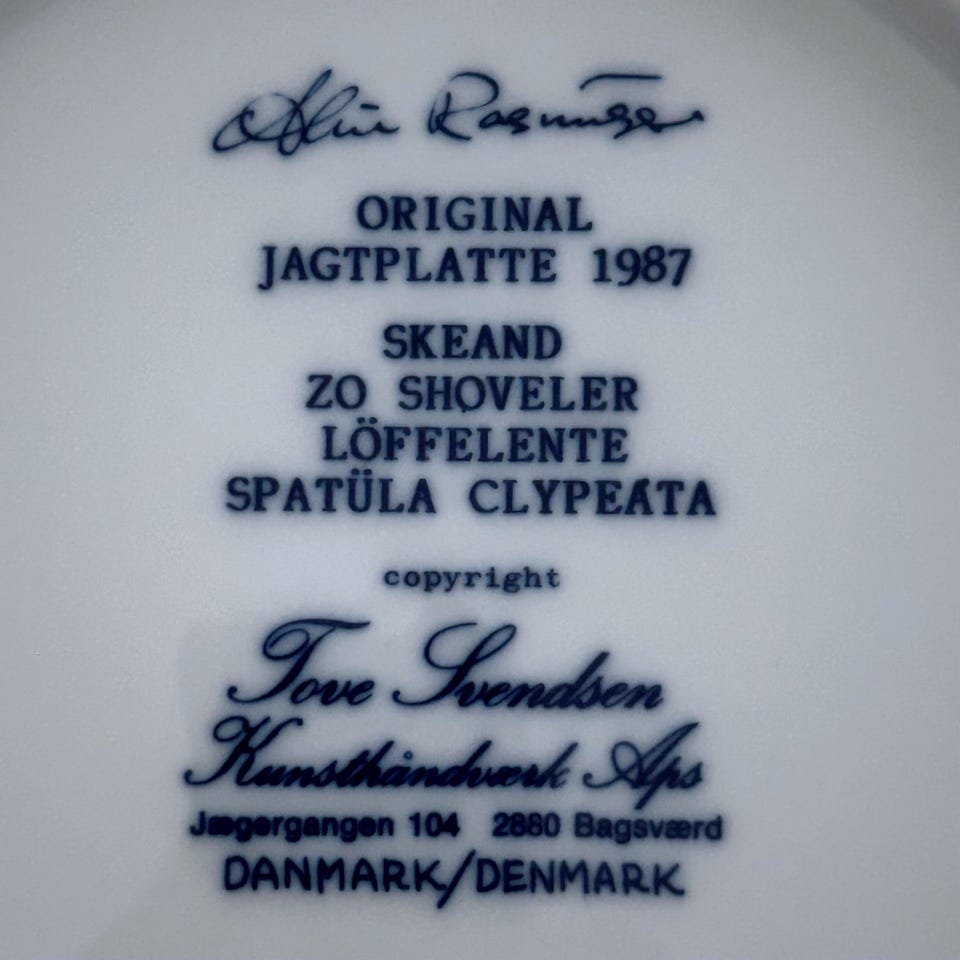 Rasmussen
ORIGINAL
JAGTPLATTE 1987
SKEAND
ZO SHOVELER
LÖFFELENTE
SPATÜLA CLYPEATA
copyright
Tove Svendsen
Kunsthåndværk Aps
Jægergangen 104 2880 Bagsværd
DANMARK/DENMARK